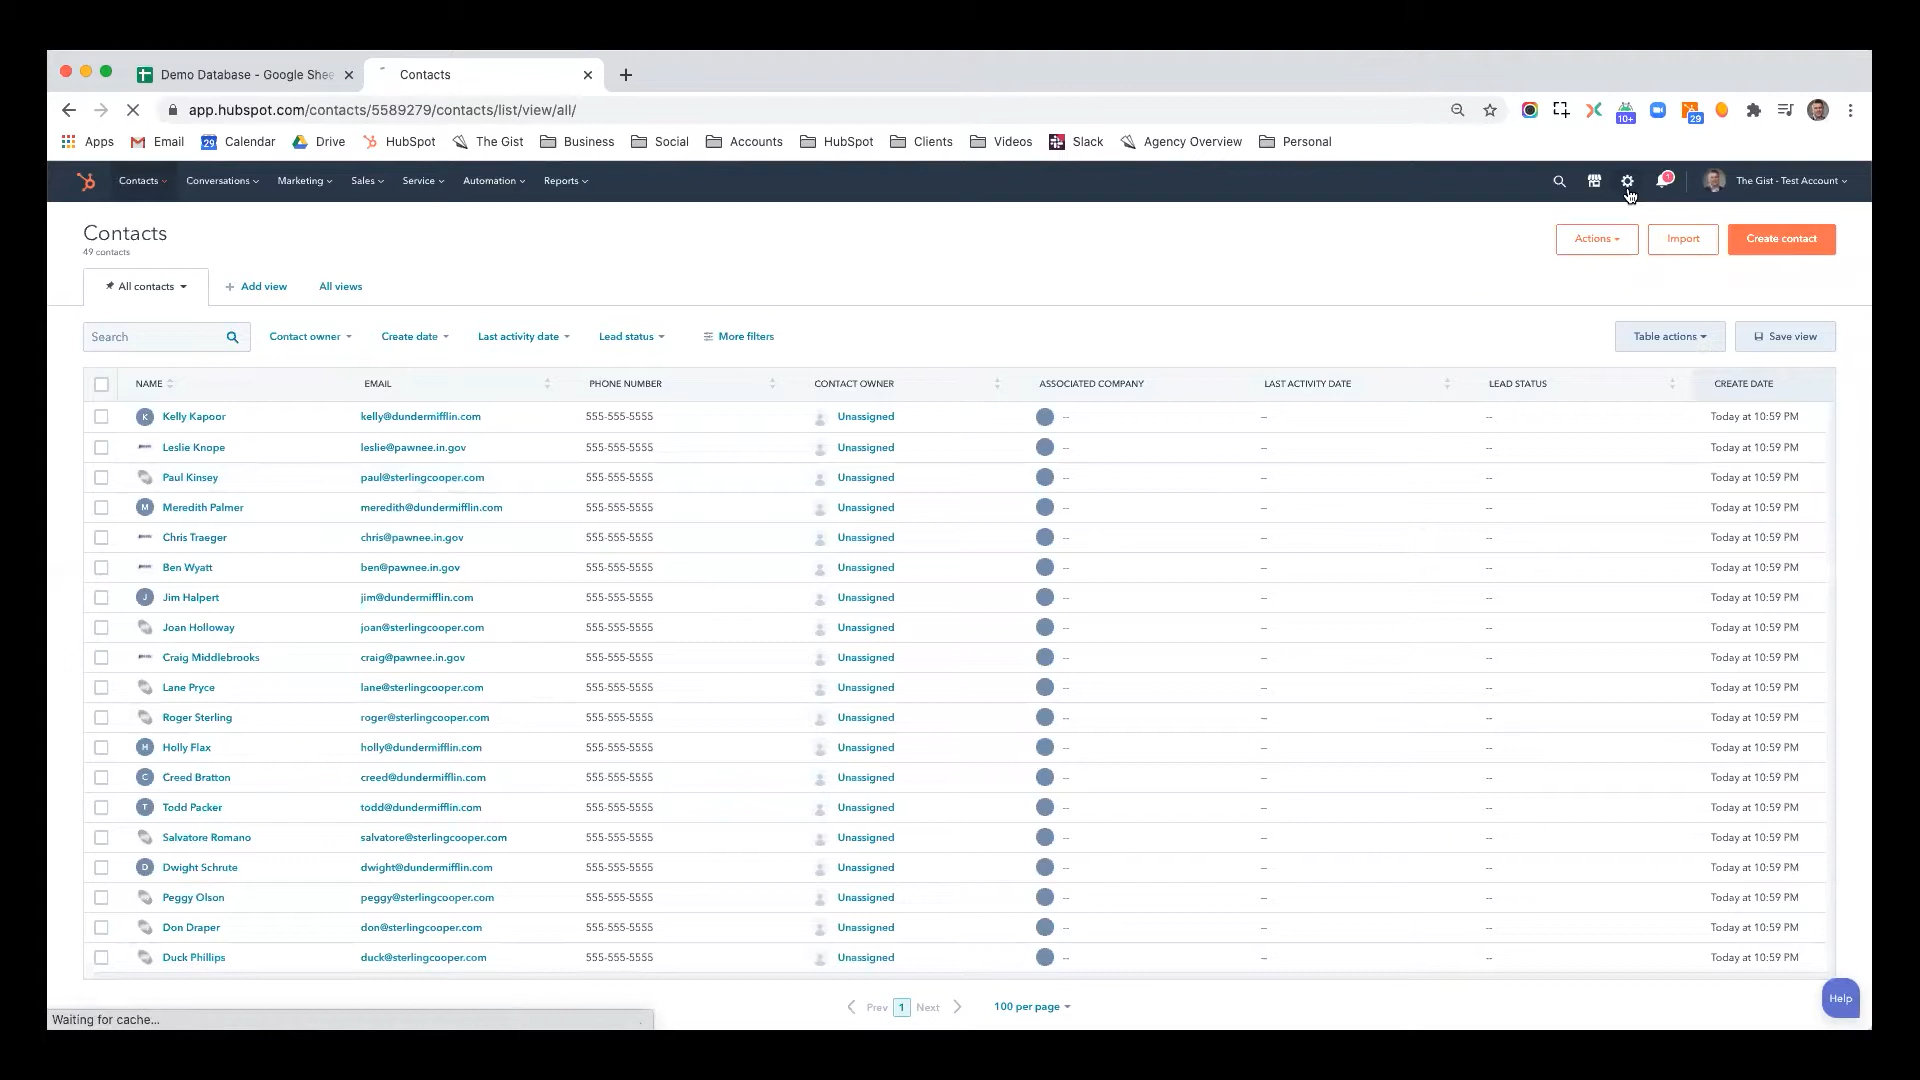 Demo Database - Google Shee
Contacts
app.hubspot.com/contacts/5589279/contacts/list/view/all/
10+
29
Apps Email 29 Calendar Drive HubSpot The Gist Business Social Accounts HubSpot Clients Videos Slack Agency Overview Personal
Contacts Conversations Marketing Sales Service Automation Reports 1 The Gist - Test Account
Contacts
49 contacts
Actions Import Create contact
All contacts + Add view All views
Search Contact owner Create date Last activity date Lead status More filters Table actions Save view
NAME EMAIL PHONE NUMBER CONTACT OWNER ASSOCIATED COMPANY LAST ACTIVITY DATE LEAD STATUS CREATE DATE
K Kelly Kapoor kelly@dundermifflin.com 555-555-5555 Unassigned -- -- -- Today at 10:59 PM
Leslie Knope leslie@pawnee.in.gov 555-555-5555 Unassigned -- -- -- Today at 10:59 PM
Paul Kinsey paul@sterlingcooper.com 555-555-5555 Unassigned -- -- -- Today at 10:59 PM
M Meredith Palmer meredith@dundermifflin.com 555-555-5555 Unassigned -- -- -- Today at 10:59 PM
Chris Traeger chris@pawnee.in.gov 555-555-5555 Unassigned -- -- -- Today at 10:59 PM
Ben Wyatt ben@pawnee.in.gov 555-555-5555 Unassigned -- -- -- Today at 10:59 PM
J Jim Halpert jim@dundermifflin.com 555-555-5555 Unassigned -- -- -- Today at 10:59 PM
Joan Holloway joan@sterlingcooper.com 555-555-5555 Unassigned -- -- -- Today at 10:59 PM
Craig Middlebrooks craig@pawnee.in.gov 555-555-5555 Unassigned -- -- -- Today at 10:59 PM
Lane Pryce lane@sterlingcooper.com 555-555-5555 Unassigned -- -- -- Today at 10:59 PM
Roger Sterling roger@sterlingcooper.com 555-555-5555 Unassigned -- -- -- Today at 10:59 PM
H Holly Flax holly@dundermifflin.com 555-555-5555 Unassigned -- -- -- Today at 10:59 PM
C Creed Bratton creed@dundermifflin.com 555-555-5555 Unassigned -- -- -- Today at 10:59 PM
T Todd Packer todd@dundermifflin.com 555-555-5555 Unassigned -- -- -- Today at 10:59 PM
Salvatore Romano salvatore@sterlingcooper.com 555-555-5555 Unassigned -- -- -- Today at 10:59 PM
D Dwight Schrute dwight@dundermifflin.com 555-555-5555 Unassigned -- -- -- Today at 10:59 PM
Peggy Olson peggy@sterlingcooper.com 555-555-5555 Unassigned -- -- -- Today at 10:59 PM
Don Draper don@sterlingcooper.com 555-555-5555 Unassigned -- -- -- Today at 10:59 PM
Duck Phillips duck@sterlingcooper.com 555-555-5555 Unassigned -- -- -- Today at 10:59 PM
Prev 1 Next 100 per page
Help
Waiting for cache...